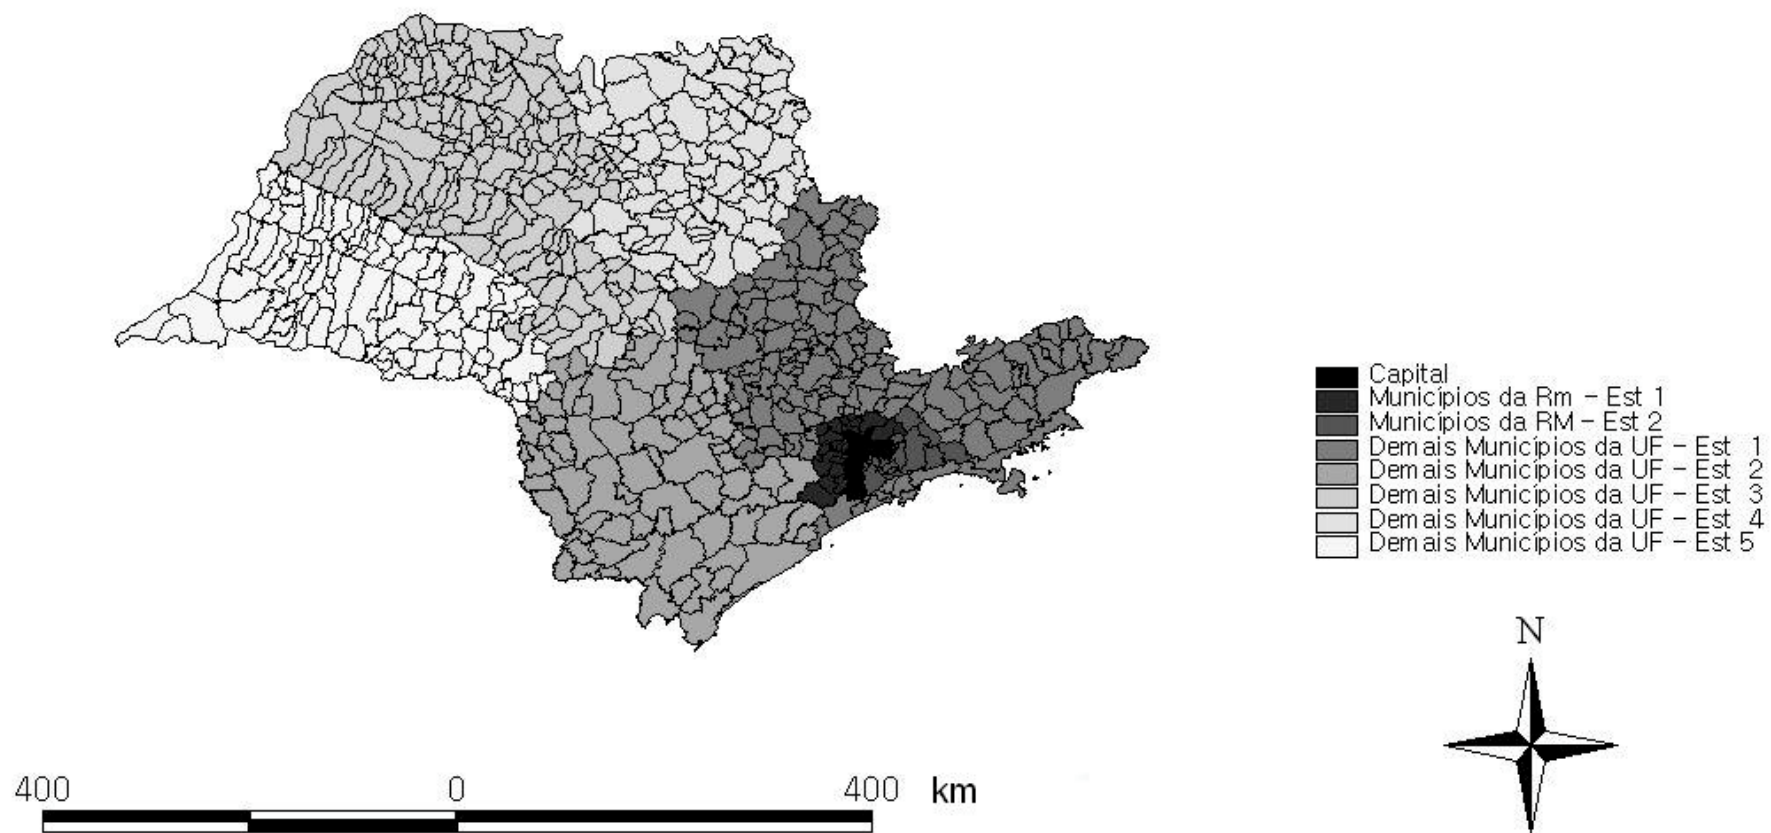 Capital
Municípios da Rm - Est 1
Municípios da RM - Est 2
Demais Municípios da UF - Est 1
Demais Municípios da UF - Est 2
Demais Municípios da UF - Est 3
Demais Municípios da UF - Est 4
Demais Municípios da UF - Est 5
N
400 0 400 km